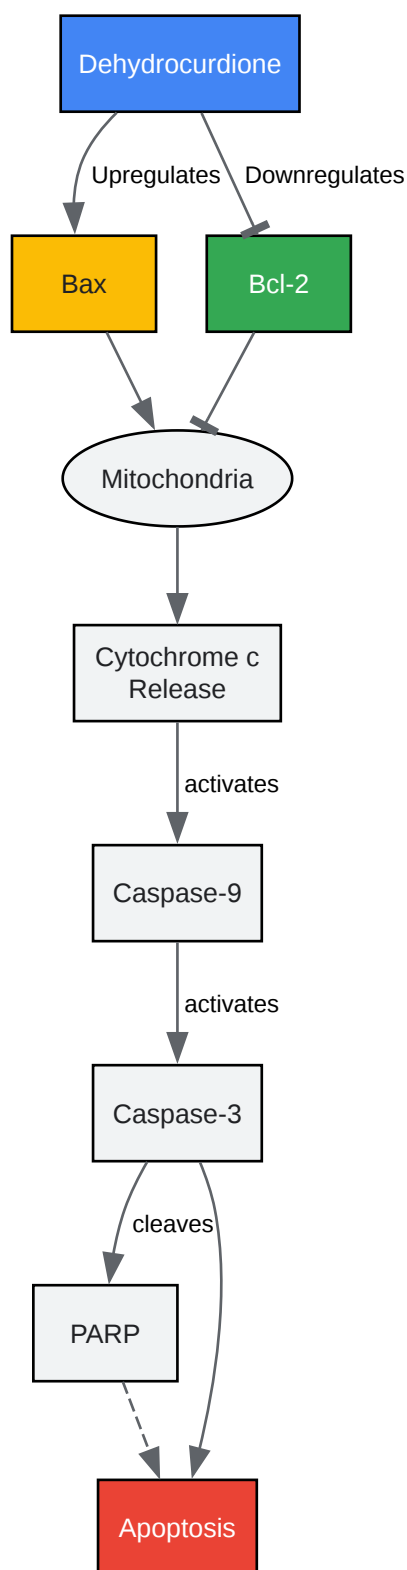 Dehydrocurdione
Upregulates
Downregulates
Bax
Bcl-2
Mitochondria
Cytochrome c
Release
activates
Caspase-9
activates
Caspase-3
cleaves
PARP
Apoptosis